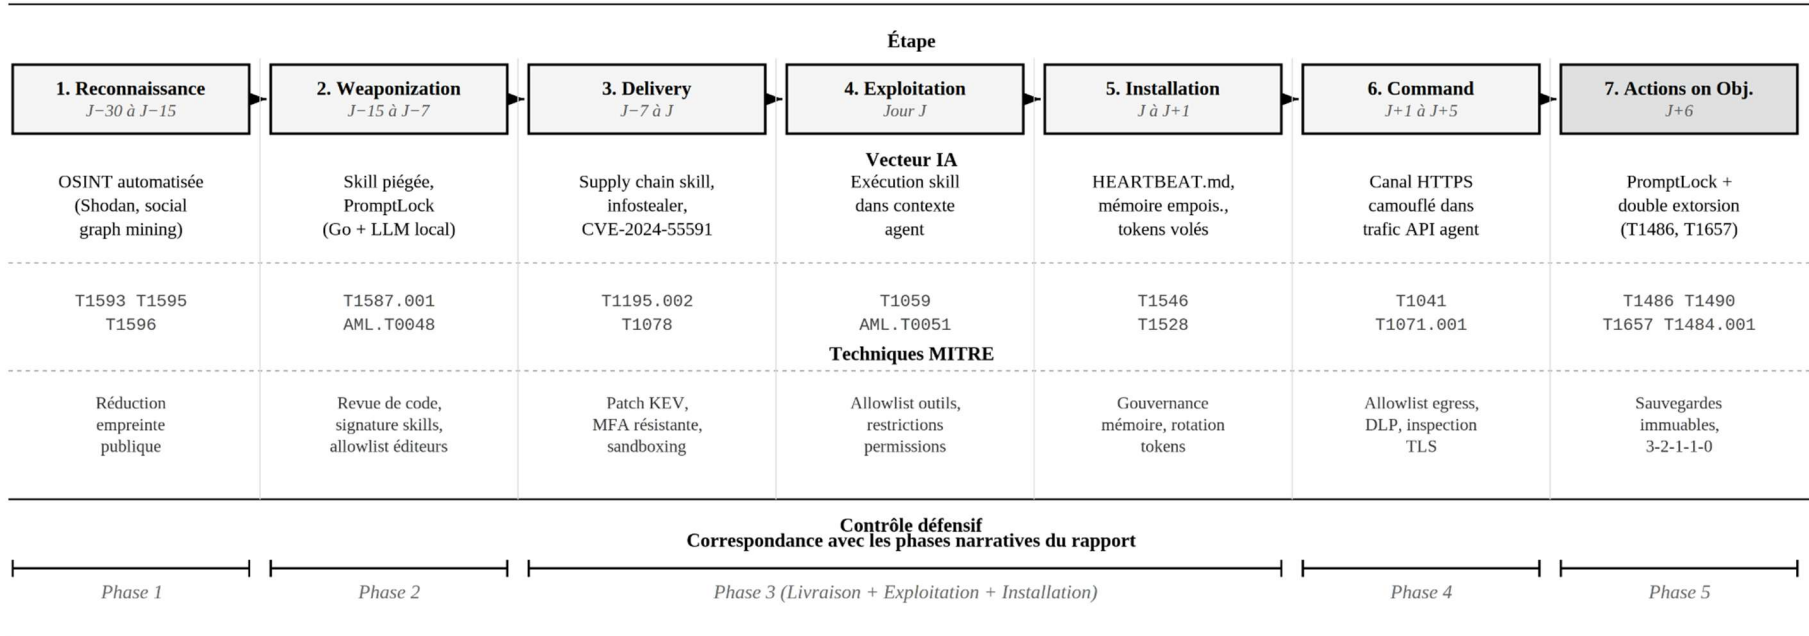 Étape
1. Reconnaissance
J−30 à J−15
2. Weaponization
J−15 à J−7
3. Delivery
J−7 à J
4. Exploitation
Jour J
5. Installation
J à J+1
6. Command
J+1 à J+5
7. Actions on Obj.
J+6
Vecteur IA
OSINT automatisée
(Shodan, social
graph mining)
Skill piégée,
PromptLock
(Go + LLM local)
Supply chain skill,
infostealer,
CVE-2024-55591
Exécution skill
dans contexte
agent
HEARTBEAT.md,
mémoire empois.,
tokens volés
Canal HTTPS
camouflé dans
trafic API agent
PromptLock +
double extorsion
(T1486, T1657)
T1593 T1595
T1596
T1587.001
AML.T0048
T1195.002
T1078
T1059
AML.T0051
T1546
T1528
T1041
T1071.001
T1486 T1490
T1657 T1484.001
Techniques MITRE
Réduction
empreinte
publique
Revue de code,
signature skills,
allowlist éditeurs
Patch KEV,
MFA résistante,
sandboxing
Allowlist outils,
restrictions
permissions
Gouvernance
mémoire, rotation
tokens
Allowlist egress,
DLP, inspection
TLS
Sauvegardes
immuables,
3-2-1-1-0
Contrôle défensif
Correspondance avec les phases narratives du rapport
Phase 1
Phase 2
Phase 3 (Livraison + Exploitation + Installation)
Phase 4
Phase 5